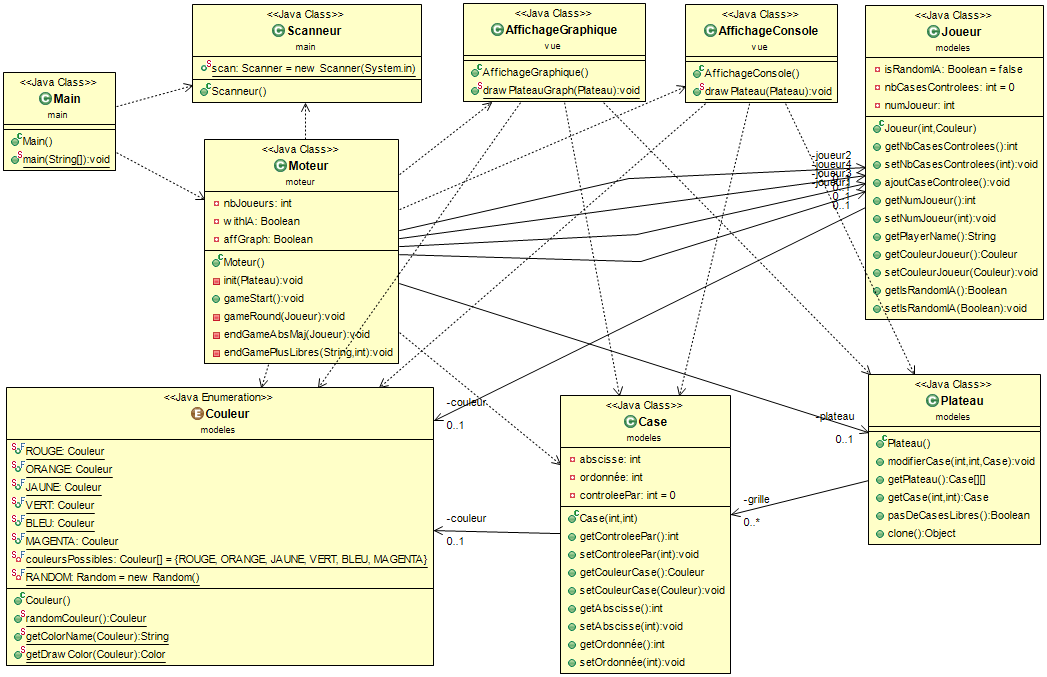 <<Java Class>>
Main
main
Main()
main(String[]):void
<<Java Class>>
Scanneur
main
scan: Scanner = new Scanner(System.in)
Scanneur()
<<Java Class>>
AffichageGraphique
vue
AffichageGraphique()
drawPlateauGraph(Plateau):void
<<Java Class>>
AffichageConsole
vue
AffichageConsole()
drawPlateau(Plateau):void
<<Java Class>>
Joueur
modeles
isRandomIA: Boolean = false
nbCasesControlees: int = 0
numJoueur: int
Joueur(int,Couleur)
getNbCasesControlees():int
setNbCasesControlees(int):void
ajoutCaseControlee():void
getNumJoueur():int
setNumJoueur(int):void
getPlayerName():String
getCouleurJoueur():Couleur
setCouleurJoueur(Couleur):void
getIsRandomIA():Boolean
setIsRandomIA(Boolean):void
<<Java Class>>
Moteur
moteur
nbJoueurs: int
withIA: Boolean
affGraph: Boolean
Moteur()
init(Plateau):void
gameStart():void
gameRound(Joueur):void
endGameAbsMaj(Joueur):void
endGamePlusLibres(String,int):void
-joueur2
-joueur4
-joueur3
-joueur1
0..1
0..1
0..1
<<Java Enumeration>>
Couleur
modeles
ROUGE: Couleur
ORANGE: Couleur
JAUNE: Couleur
VERT: Couleur
BLEU: Couleur
MAGENTA: Couleur
couleursPossibles: Couleur[] = {ROUGE, ORANGE, JAUNE, VERT, BLEU, MAGENTA}
RANDOM: Random = new Random()
Couleur()
randomCouleur():Couleur
getColorName(Couleur):String
getDrawColor(Couleur):Color
-couleur
0..1
-couleur
0..1
<<Java Class>>
Case
modeles
abscisse: int
ordonnée: int
controleePar: int = 0
Case(int,int)
getControleePar():int
setControleePar(int):void
getCouleurCase():Couleur
setCouleurCase(Couleur):void
getAbscisse():int
setAbscisse(int):void
getOrdonnée():int
setOrdonnée(int):void
-plateau
0..1
-grille
0..*
<<Java Class>>
Plateau
modeles
Plateau()
modifierCase(int,int,Case):void
getPlateau():Case[][]
getCase(int,int):Case
pasDeCasesLibres():Boolean
clone():Object